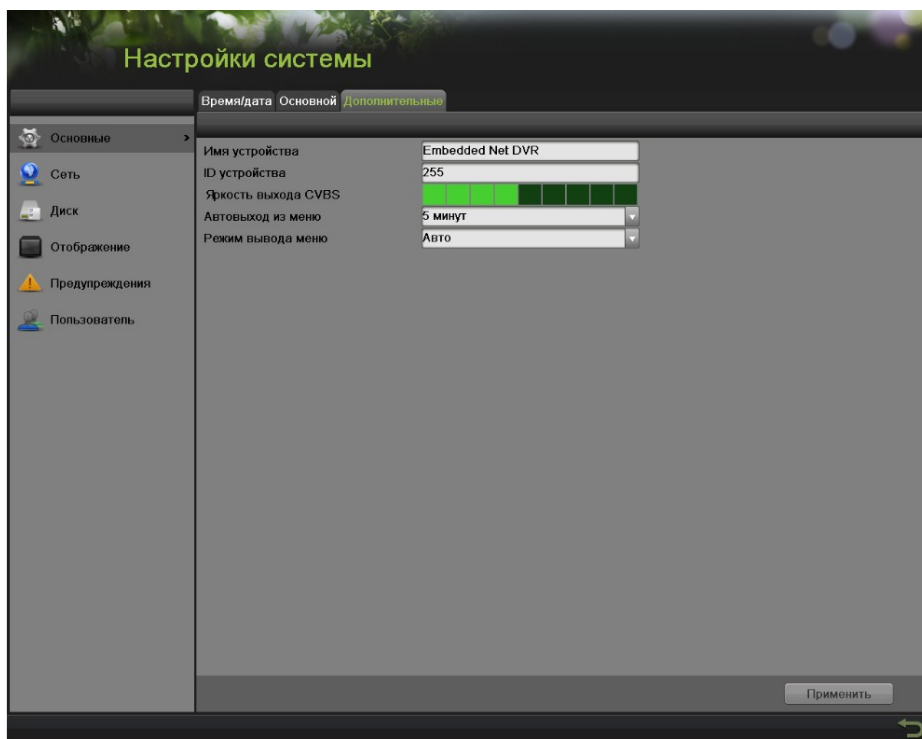 Настройки системы
Время/дата Основной Дополнительные
Основные
Сеть
Диск
Отображение
Предупреждения
Пользователь
Имя устройства Embedded Net DVR
ID устройства 255
Яркость выхода CVBS
Автовыход из меню 5 минут
Режим вывода меню Авто
Применить